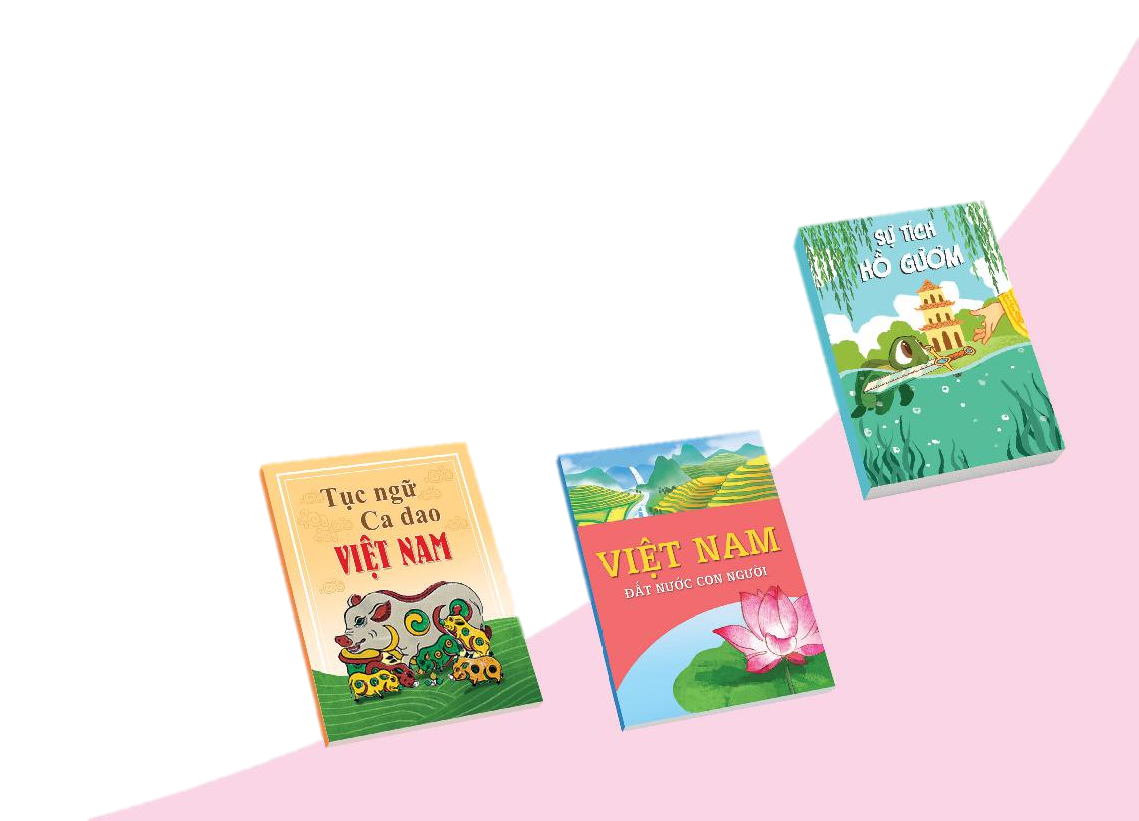 Tục ngữ
Ca dao
VIỆT NAM
VIỆT NAM
ĐẤT NƯỚC CON NGƯỜI
SỰ TÍCH
HỒ GƯƠM